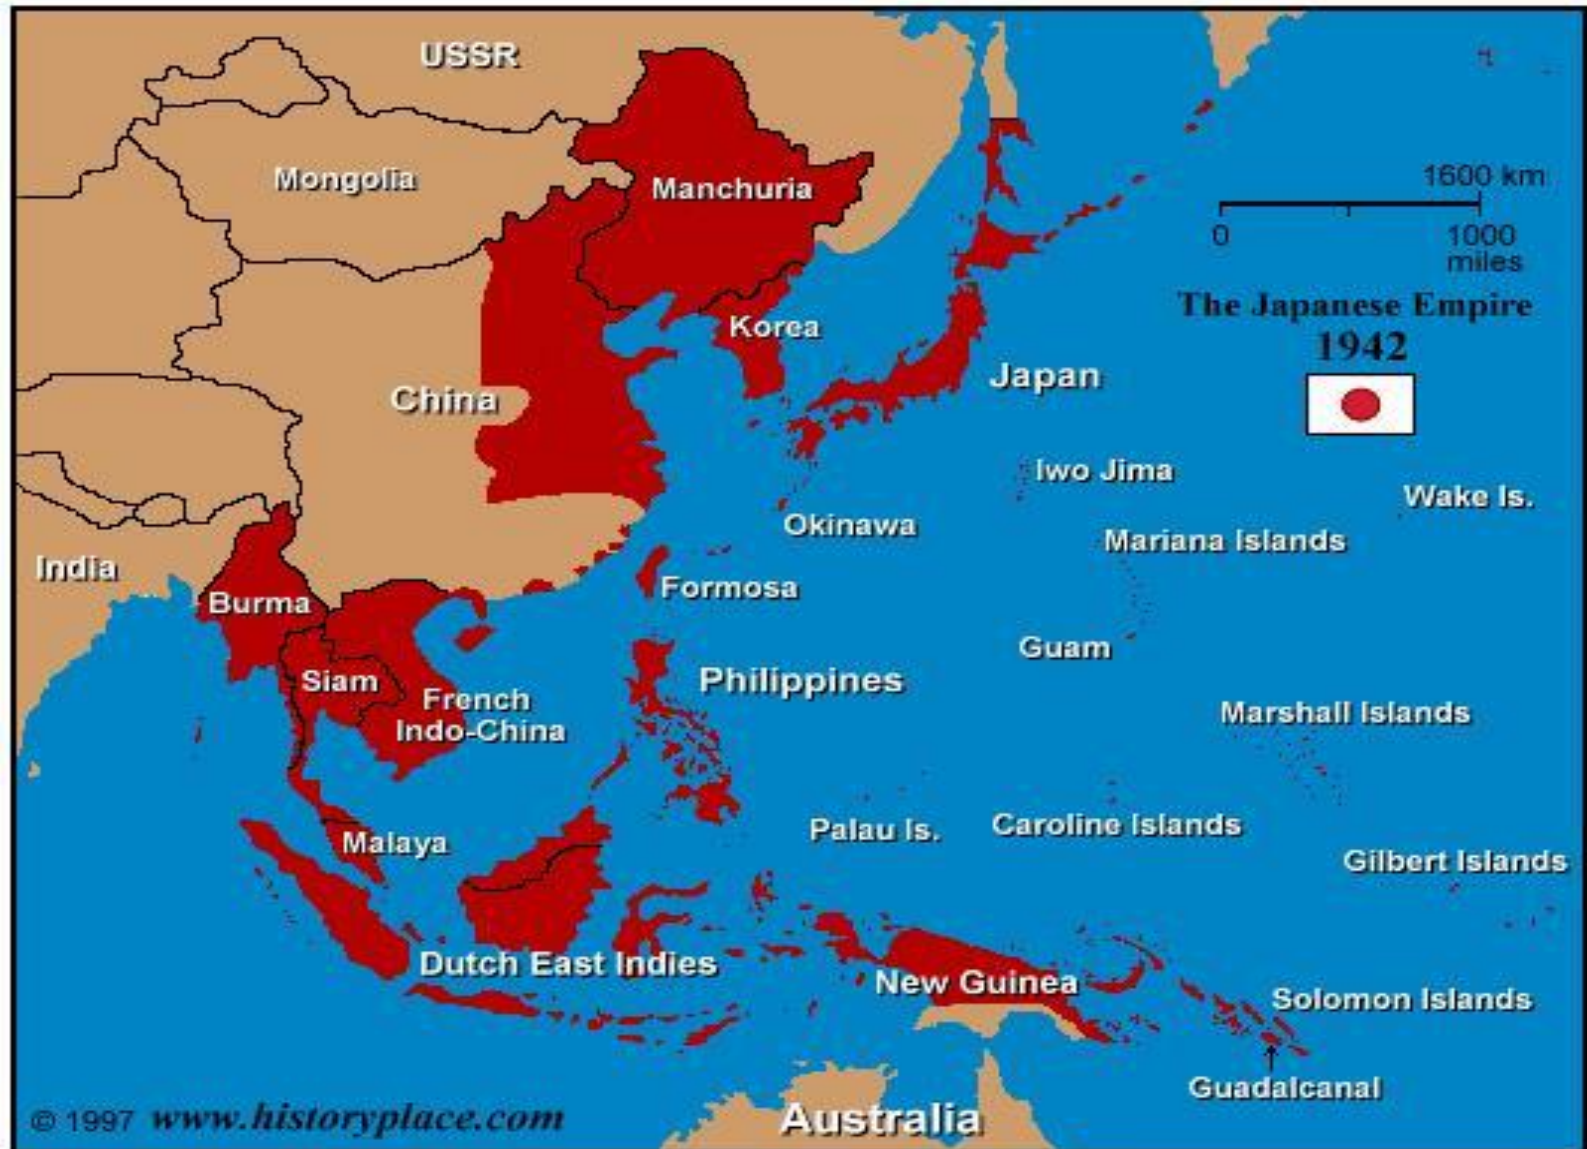 USSR
Mongolia
Manchuria
1600 km
0
1000
miles
The Japanese Empire
1942
Korea
Japan
China
Iwo Jima
Wake Is.
Okinawa
Mariana Islands
India
Burma
Formosa
Guam
Siam
French
Indo-China
Philippines
Marshall Islands
Malaya
Palau Is.
Caroline Islands
Gilbert Islands
Dutch East Indies
New Guinea
Solomon Islands
Guadalcanal
© 1997 www.historyplace.com
Australia